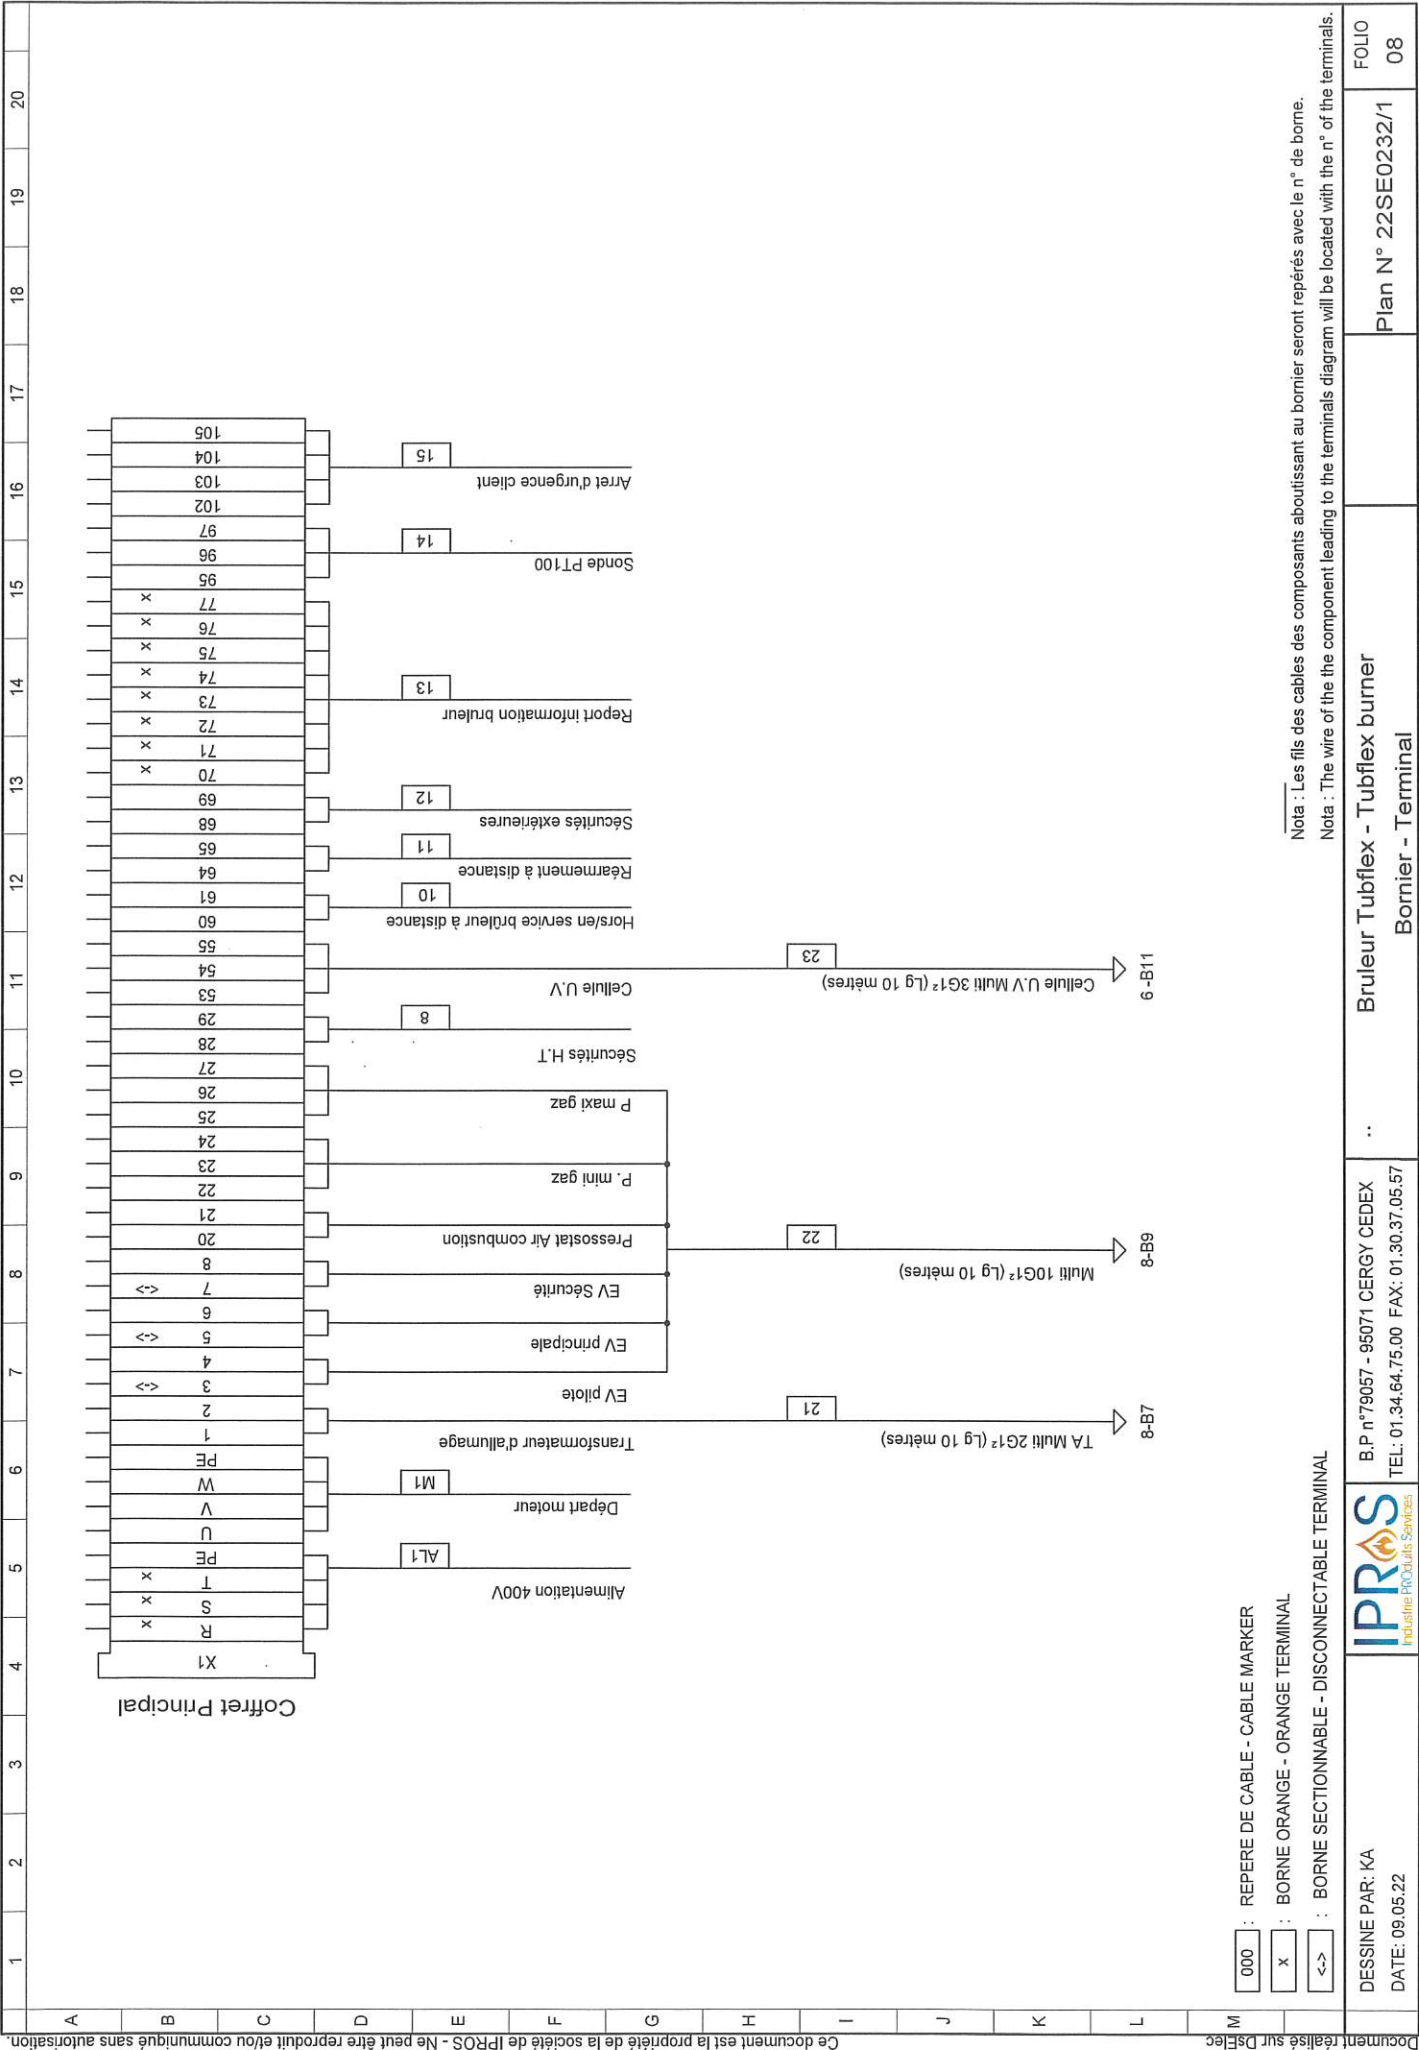 1 2 3 4 5 6 7 8 9 10 11 12 13 14 15 16 17 18 19 20
A
B
C
D
E
F
G
H
I
J
K
L
M
Coffret Principal
X1
R x
S x
T x
PE
U
V
W
PE
1
2
3 <->
4
5 <->
6
7 <->
8
20
21
22
23
24
25
26
27
28
29
53
54
55
60
61
64
65
68
69
70 x
71 x
72 x
73 x
74 x
75 x
76 x
77 x
95
96
97
102
103
104
105
AL1
Alimentation 400V
M1
Départ moteur
Transformateur d'allumage
EV pilote
EV principale
EV Sécurité
Pressostat Air combustion
P. mini gaz
P maxi gaz
8
Sécurités H.T
Cellule U.V
10
Hors/en service brûleur à distance
11
Réarmement à distance
12
Sécurités extérieures
13
Report information bruleur
14
Sonde PT100
15
Arret d'urgence client
21
TA Multi 2G1² (Lg 10 mètres)
8-B7
22
Multi 10G1² (Lg 10 mètres)
8-B9
23
Cellule U.V Multi 3G1² (Lg 10 mètres)
6-B11
000 : REPERE DE CABLE - CABLE MARKER
x : BORNE ORANGE - ORANGE TERMINAL
<-> : BORNE SECTIONNABLE - DISCONNECTABLE TERMINAL
Nota : Les fils des cables des composants aboutissant au bornier seront repérés avec le n° de borne.
Nota : The wire of the the component leading to the terminals diagram will be located with the n° of the terminals.
DESSINE PAR: KA
DATE: 09.05.22
IPROS
Industrie PROduits Services
B.P n°79057 - 95071 CERGY CEDEX
TEL: 01.34.64.75.00 FAX: 01.30.37.05.57
:
Bruleur Tubflex - Tubflex burner
Bornier - Terminal
Plan N° 22SE0232/1
FOLIO
08
Document réalisé sur DsElec
Ce document est la propriété de la société de IPROS - Ne peut être reproduit et/ou communiqué sans autorisation.